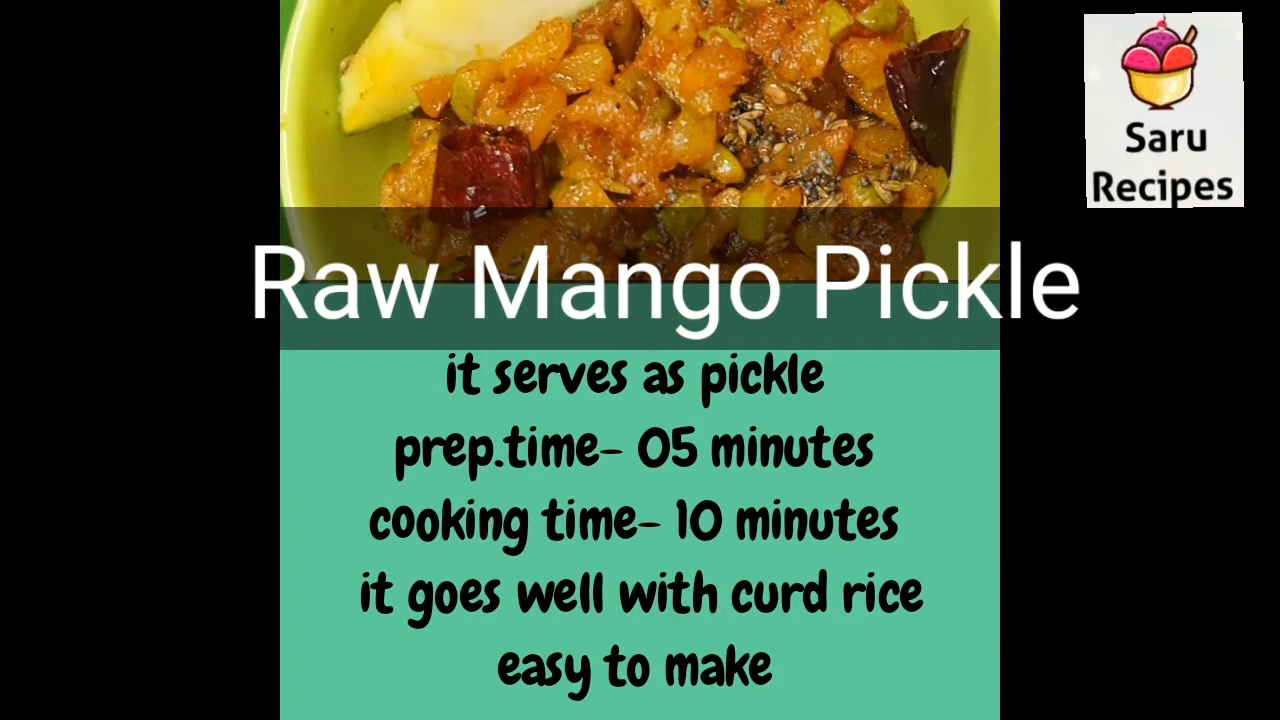 Saru
Recipes
Raw Mango Pickle
it serves as pickle
prep.time- 05 minutes
cooking time- 10 minutes
it goes well with curd rice
easy to make